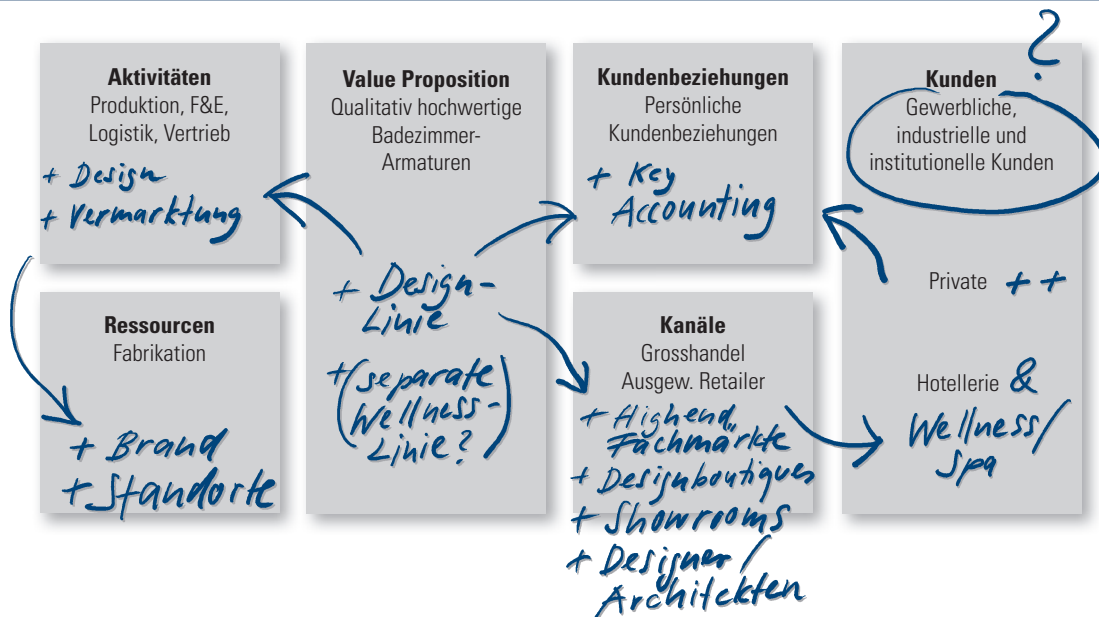 Aktivitäten
Produktion, F&E,
Logistik, Vertrieb
+ Design
+ Vermarktung
Ressourcen
Fabrikation
+ Brand
+ Standorte
Value Proposition
Qualitativ hochwertige
Badezimmer-
Armaturen
+ Design-
Linie
+ (separate
Wellness-
Linie?)
Kundenbeziehungen
Persönliche
Kundenbeziehungen
+ Key
Accounting
Kanäle
Grosshandel
Ausgew. Retailer
+ Highend
Fachmärkte
+ Designboutiquen
+ Showrooms
+ Designer/
Architekten
?
Kunden
Gewerbliche,
industrielle und
institutionelle Kunden
Private ++
Hotellerie &
Wellness/
Spa